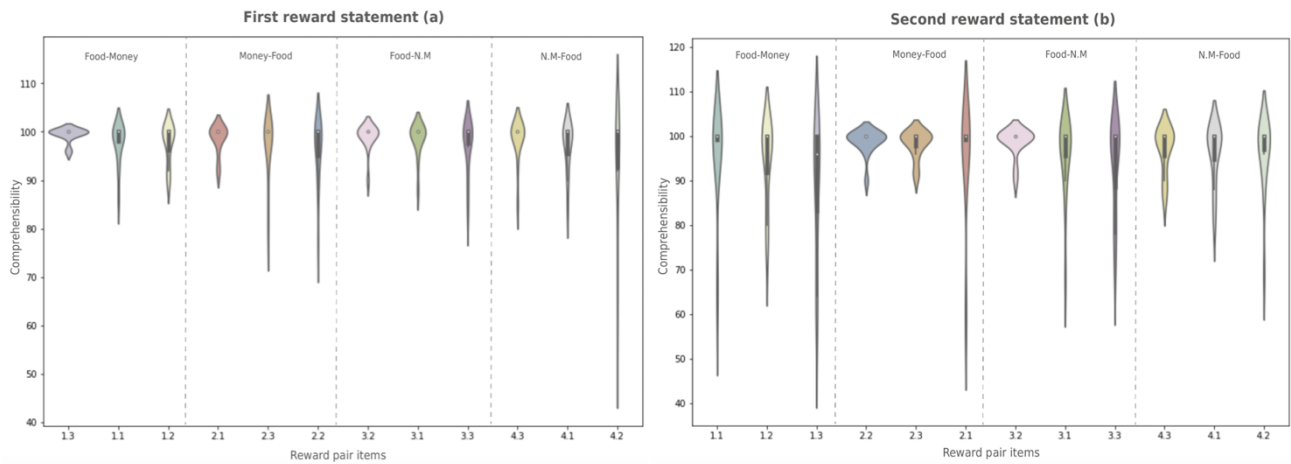 First reward statement (a)
Food-Money Money-Food Food-N.M N.M-Food
Comprehensibility
110
100
90
80
70
60
50
40
1.3 1.1 1.2 2.1 2.3 2.2 3.2 3.1 3.3 4.3 4.1 4.2
Reward pair items
Second reward statement (b)
Food-Money Money-Food Food-N.M N.M-Food
Comprehensibility
120
110
100
90
80
70
60
50
40
1.1 1.2 1.3 2.2 2.3 2.1 3.2 3.1 3.3 4.3 4.1 4.2
Reward pair items